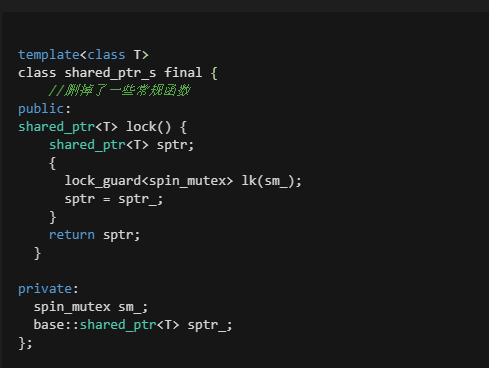 template<class T>
class shared_ptr_s final {
    //删掉了一些常规函数
public:
shared_ptr<T> lock() {
    shared_ptr<T> sptr;
    {
      lock_guard<spin_mutex> lk(sm_);
      sptr = sptr_;
    }
    return sptr;
  }
private:
  spin_mutex sm_;
  base::shared_ptr<T> sptr_;
};